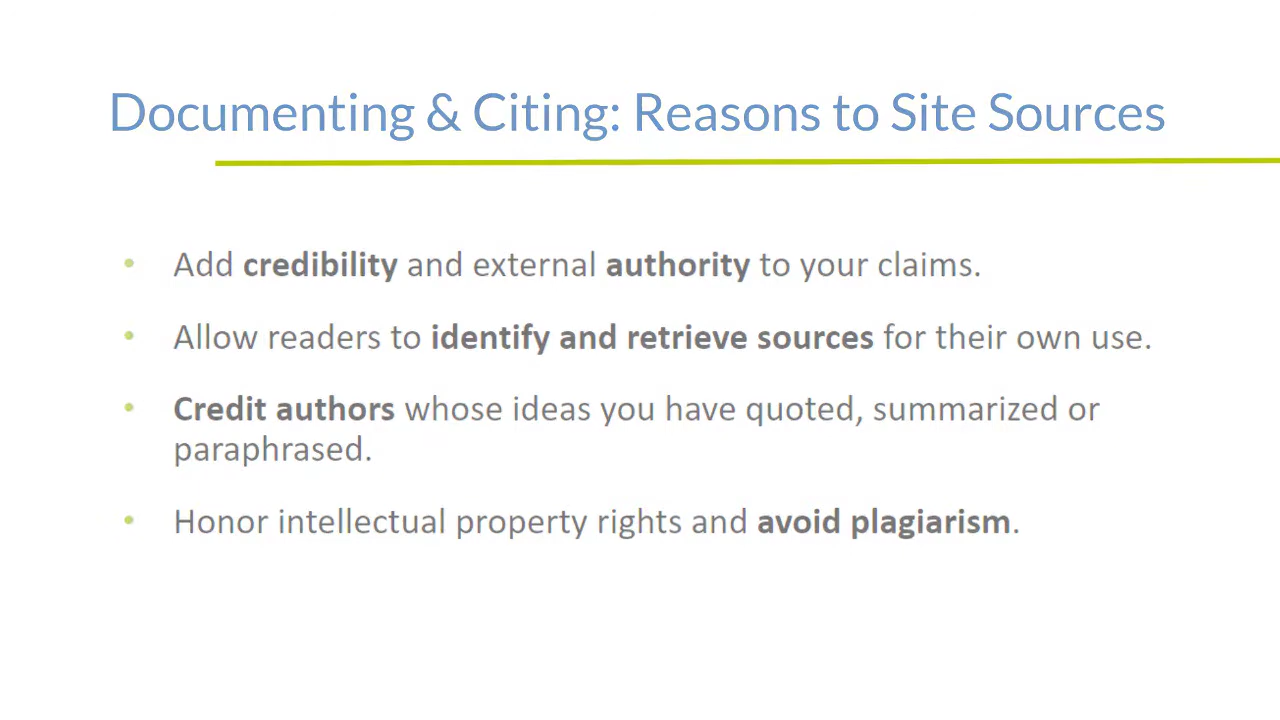 Documenting & Citing: Reasons to Site Sources
• Add credibility and external authority to your claims.
• Allow readers to identify and retrieve sources for their own use.
• Credit authors whose ideas you have quoted, summarized or
paraphrased.
• Honor intellectual property rights and avoid plagiarism.